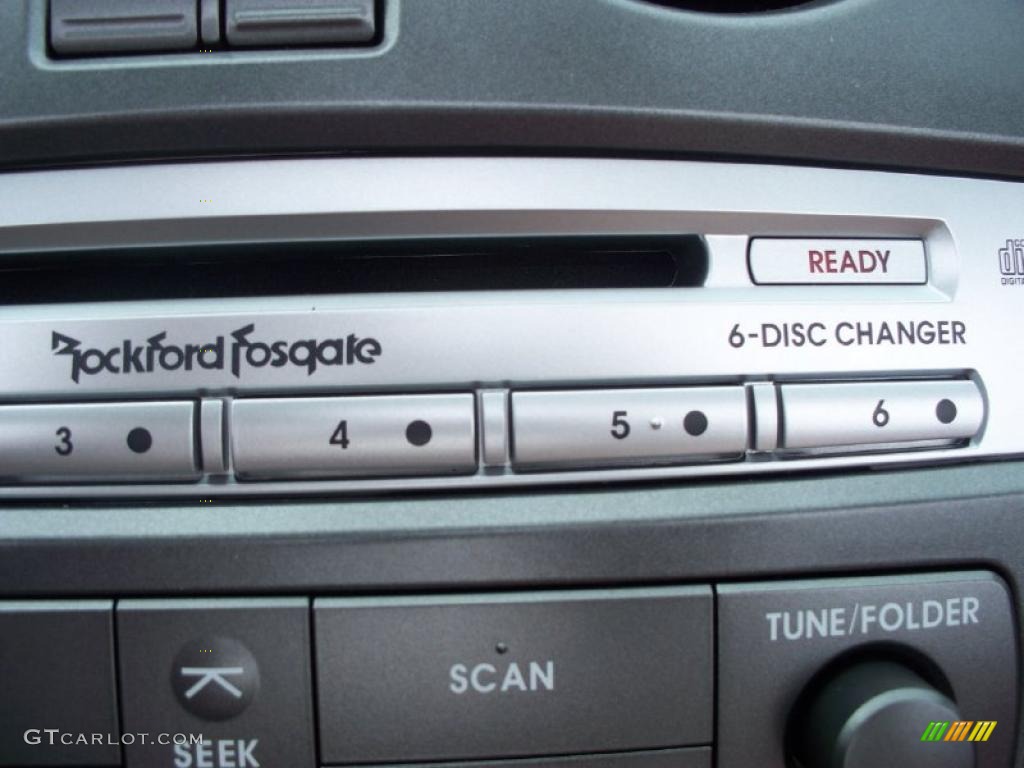 READY
Rockford Fosgate
6-DISC CHANGER
3 4 5 6
TUNE/FOLDER
SCAN
SEEK
GTCARLOT.COM